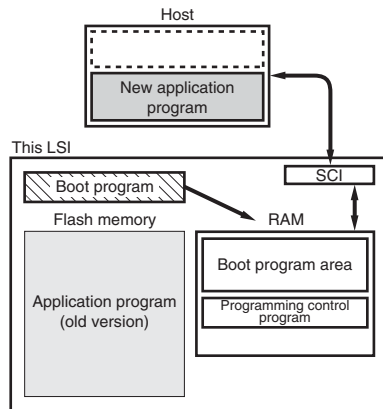 Host
New application
program
This LSI
SCI
Boot program
Flash memory
RAM
Application program
(old version)
Boot program area
Programming control
program